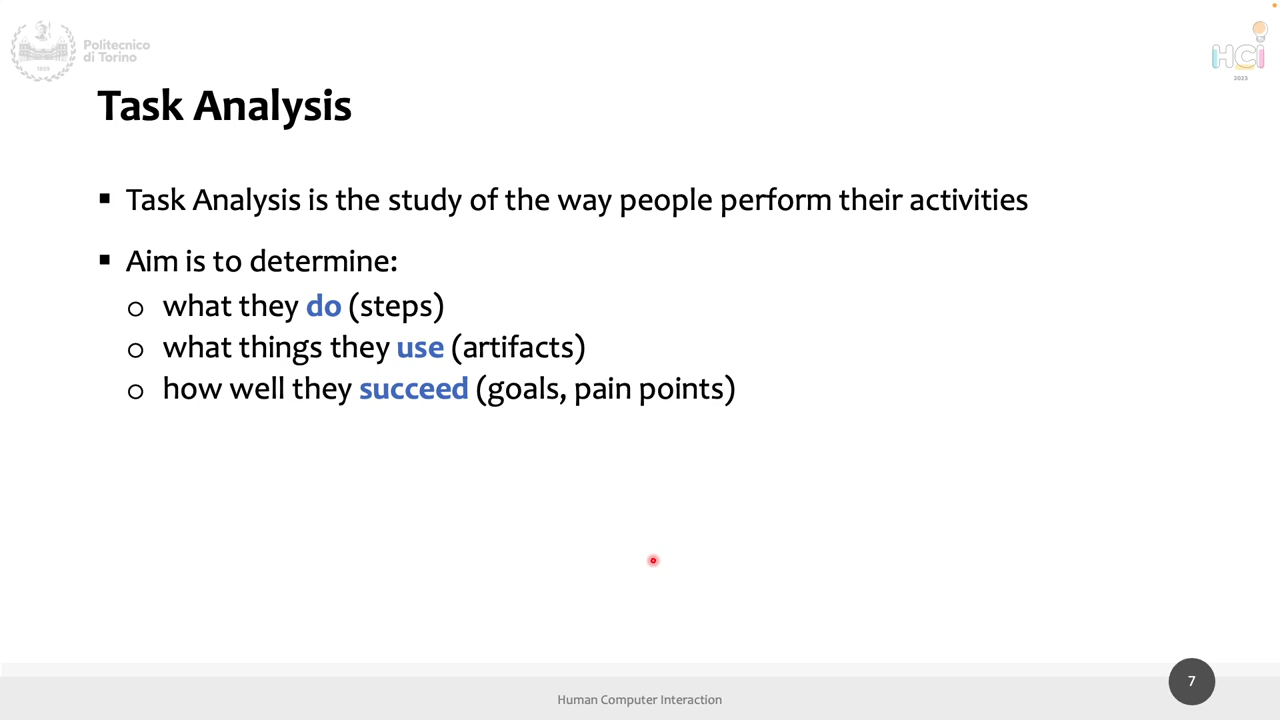 Politecnico
di Torino
1859
HCI
2023
Task Analysis
▪ Task Analysis is the study of the way people perform their activities
▪ Aim is to determine:
o what they do (steps)
o what things they use (artifacts)
o how well they succeed (goals, pain points)
7
Human Computer Interaction